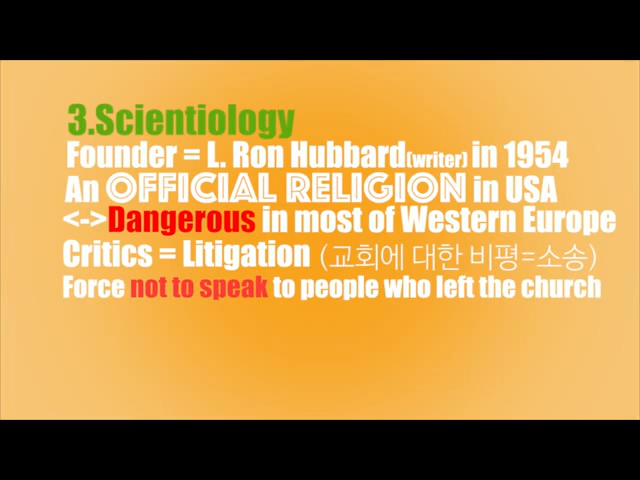 3.Scientiology
Founder = L. Ron Hubbard(writer) in 1954
An OFFICIAL RELIGION in USA
<->Dangerous in most of Western Europe
Critics = Litigation (교회에 대한 비평=소송)
Force not to speak to people who left the church